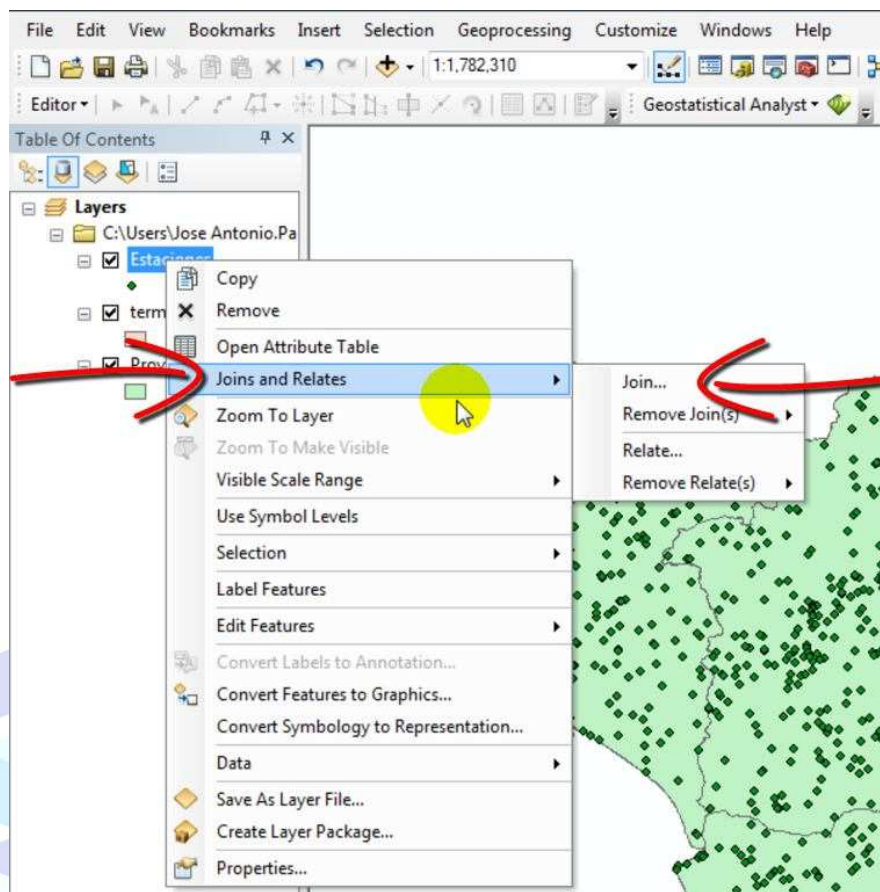 File Edit View Bookmarks Insert Selection Geoprocessing Customize Windows Help
1:1,782,310
Editor Geostatistical Analyst
Table Of Contents
Layers
C:\Users\Jose Antonio.Pa
Estaciones
Copy
Remove
term
Open Attribute Table
Prov
Joins and Relates
Join...
Zoom To Layer
Remove Join(s)
Zoom To Make Visible
Relate...
Visible Scale Range
Remove Relate(s)
Use Symbol Levels
Selection
Label Features
Edit Features
Convert Labels to Annotation...
Convert Features to Graphics...
Convert Symbology to Representation...
Data
Save As Layer File...
Create Layer Package...
Properties...